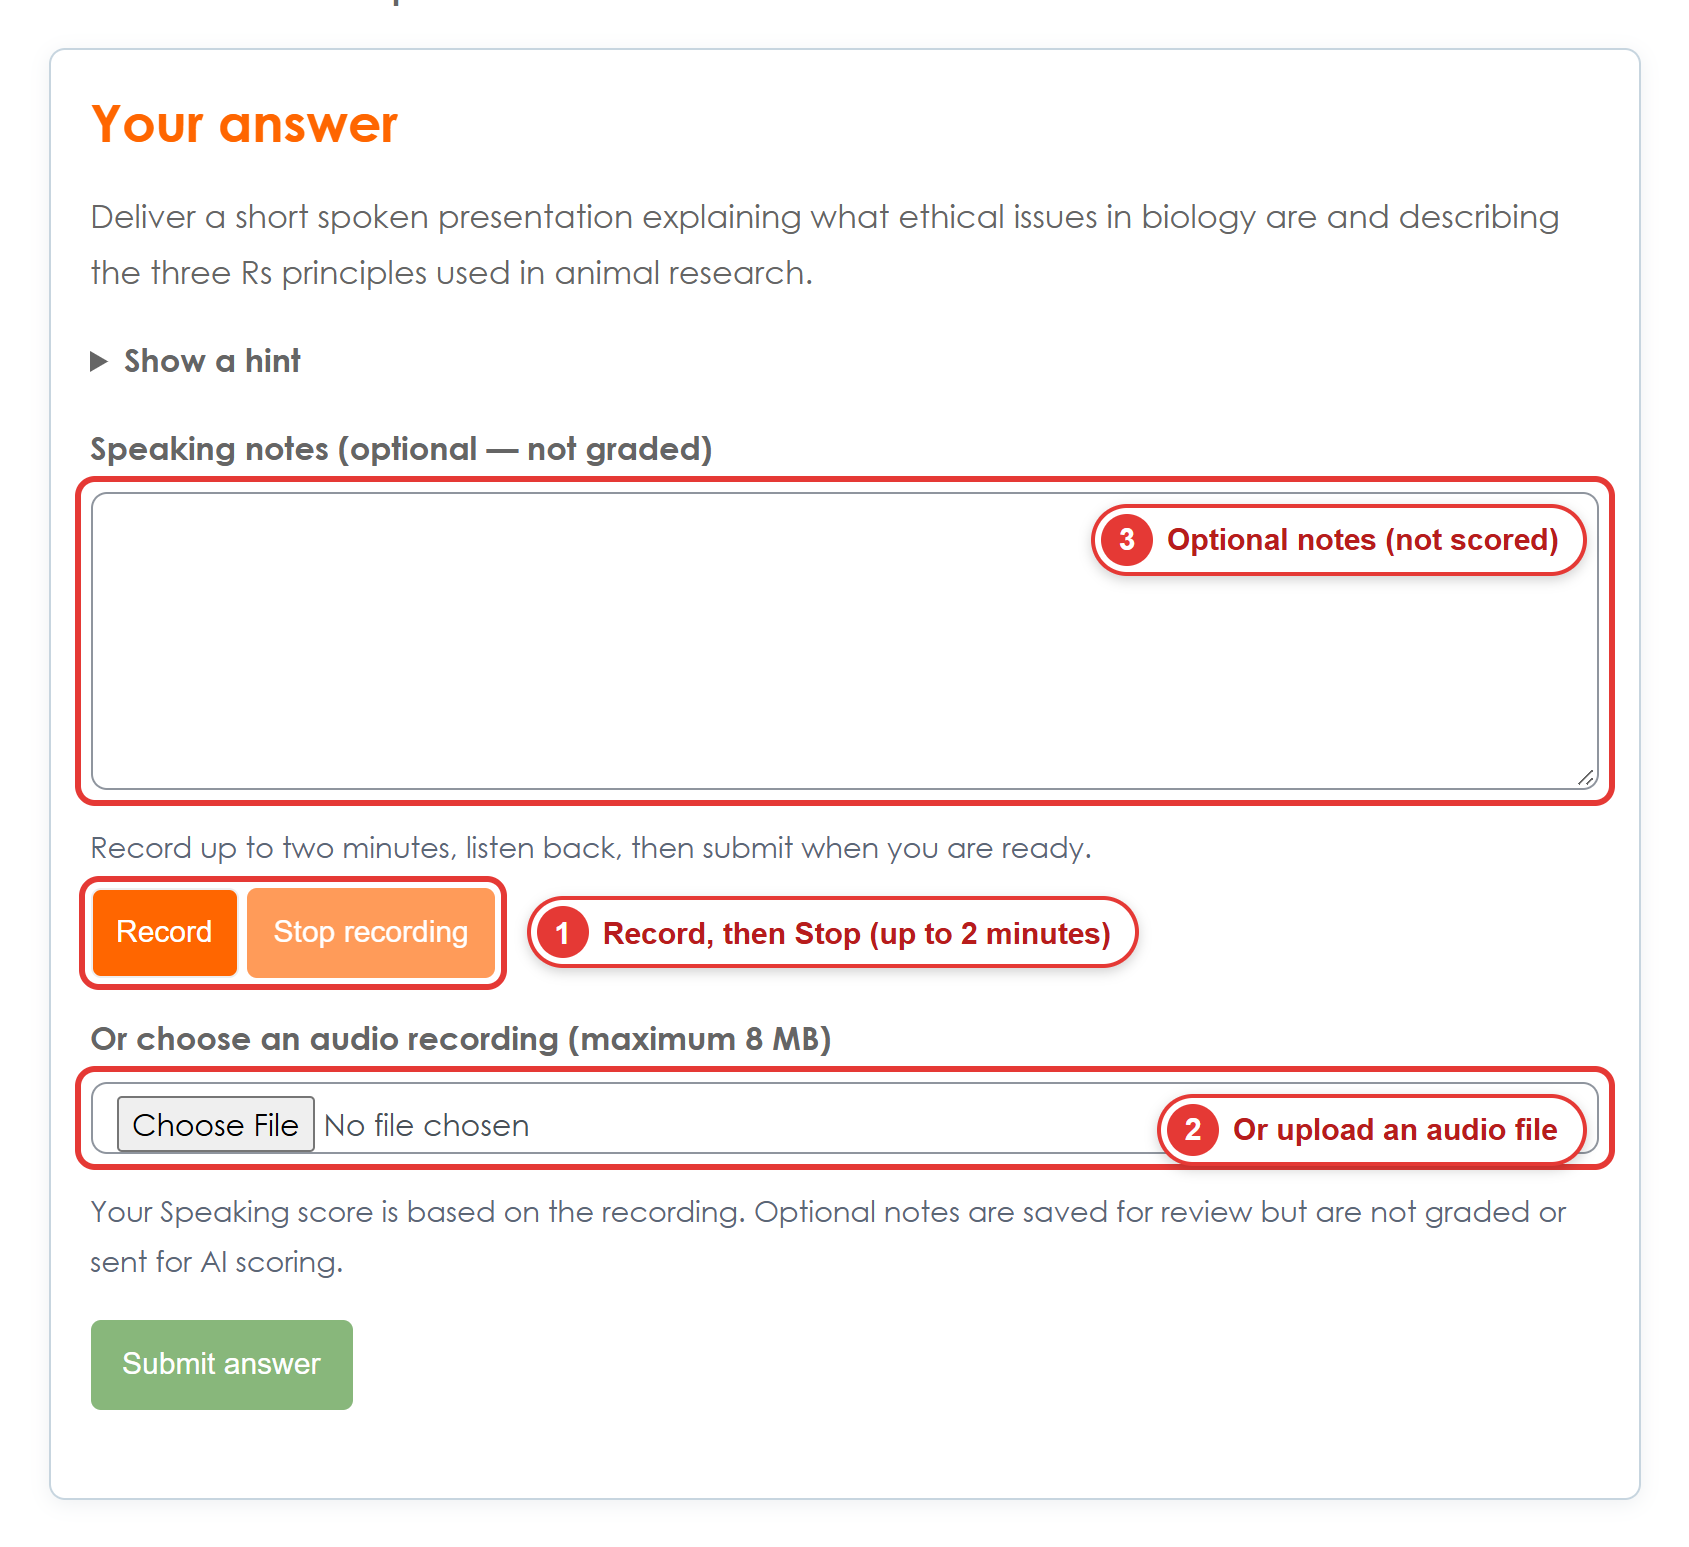 Your answer
Deliver a short spoken presentation explaining what ethical issues in biology are and describing
the three Rs principles used in animal research.
Show a hint
Speaking notes (optional — not graded)
3 Optional notes (not scored)
Record up to two minutes, listen back, then submit when you are ready.
Record Stop recording 1 Record, then Stop (up to 2 minutes)
Or choose an audio recording (maximum 8 MB)
Choose File No file chosen 2 Or upload an audio file
Your Speaking score is based on the recording. Optional notes are saved for review but are not graded or
sent for AI scoring.
Submit answer